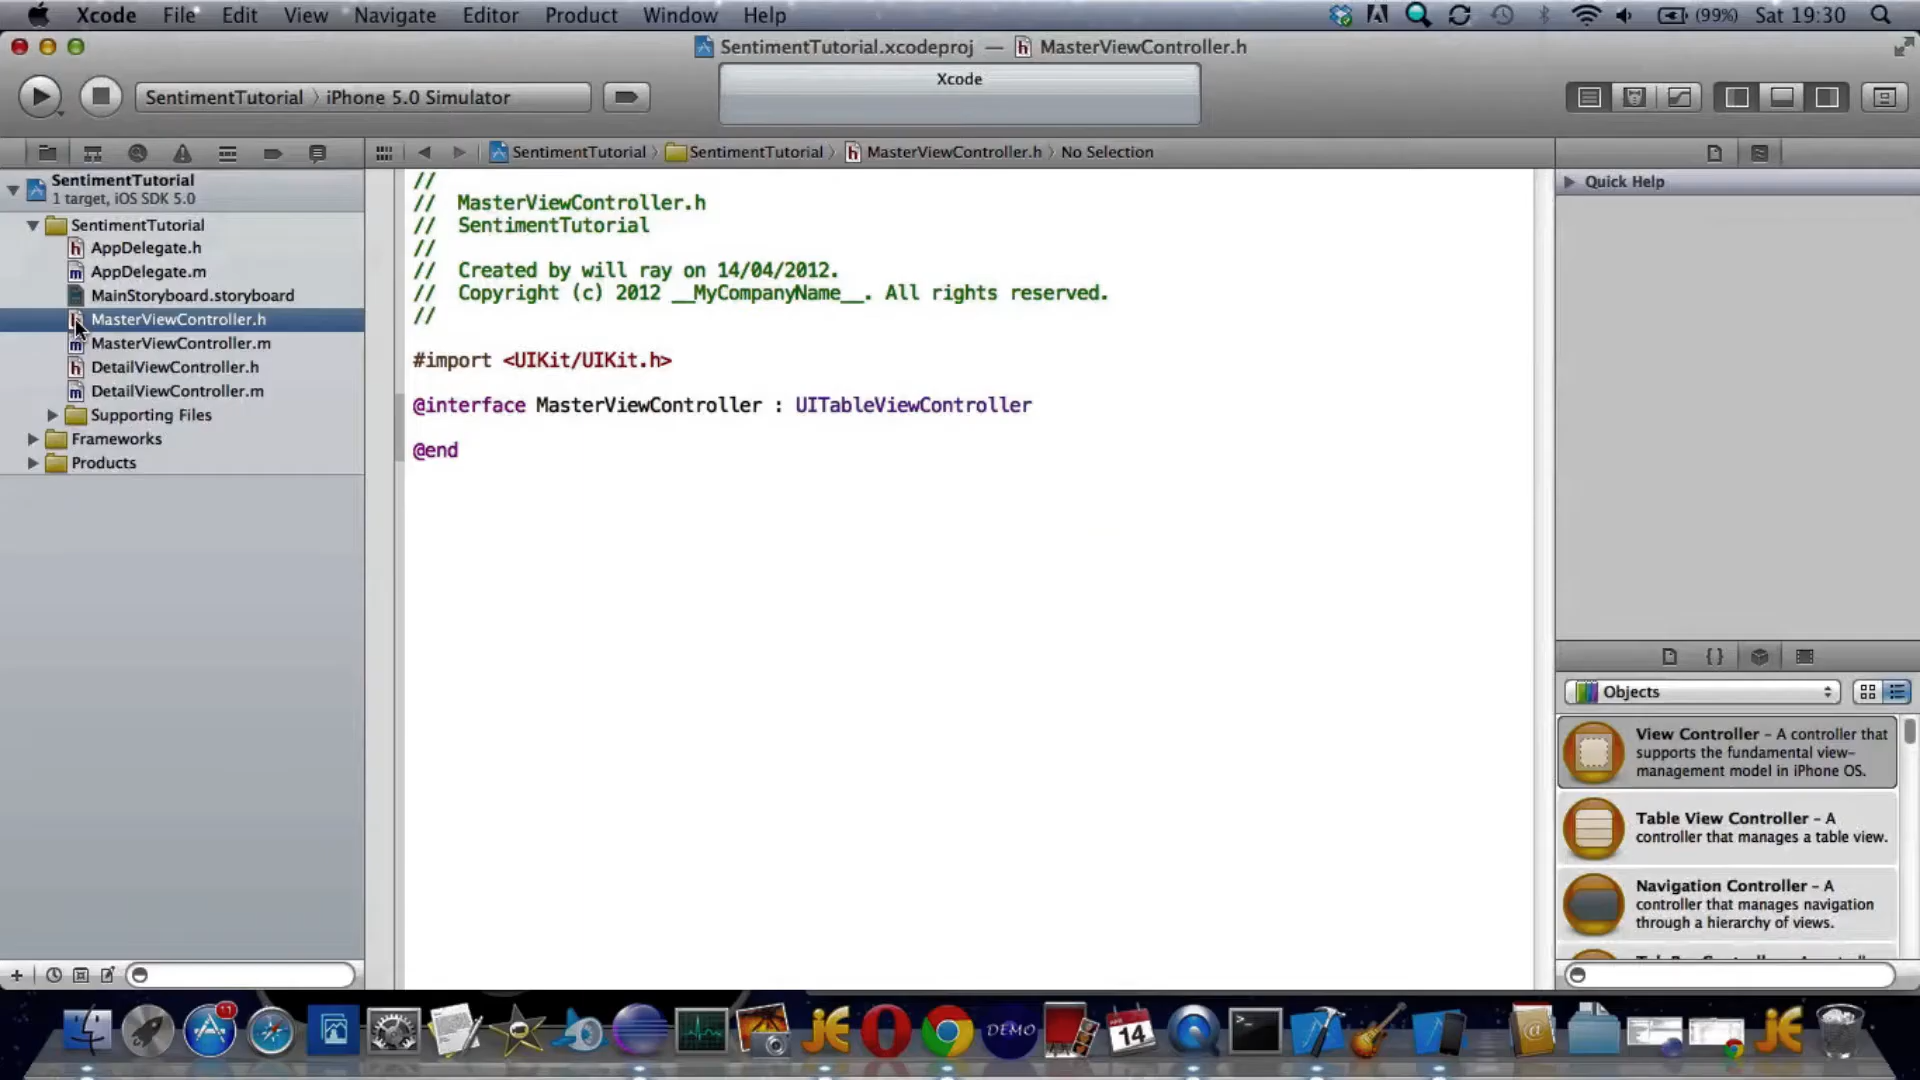 Xcode File Edit View Navigate Editor Product Window Help (99%) Sat 19:30
SentimentTutorial.xcodeproj — MasterViewController.h
Xcode
SentimentTutorial 〉 iPhone 5.0 Simulator
SentimentTutorial 〉 SentimentTutorial 〉 MasterViewController.h 〉 No Selection
SentimentTutorial
1 target, iOS SDK 5.0
SentimentTutorial
AppDelegate.h
AppDelegate.m
MainStoryboard.storyboard
MasterViewController.h
MasterViewController.m
DetailViewController.h
DetailViewController.m
Supporting Files
Frameworks
Products
//
// MasterViewController.h
// SentimentTutorial
//
// Created by will ray on 14/04/2012.
// Copyright (c) 2012 __MyCompanyName__. All rights reserved.
//
#import <UIKit/UIKit.h>
@interface MasterViewController : UITableViewController
@end
Quick Help
{}
Objects
View Controller – A controller that
supports the fundamental view-
management model in iPhone OS.
Table View Controller – A
controller that manages a table view.
Navigation Controller – A
controller that manages navigation
through a hierarchy of views.
11
jE
DEMO
14
jE